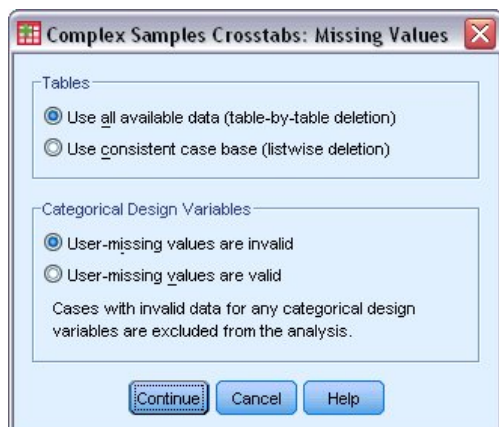 Complex Samples Crosstabs: Missing Values
Tables
Use all available data (table-by-table deletion)
Use consistent case base (listwise deletion)
Categorical Design Variables
User-missing values are invalid
User-missing values are valid
Cases with invalid data for any categorical design
variables are excluded from the analysis.
Continue Cancel Help